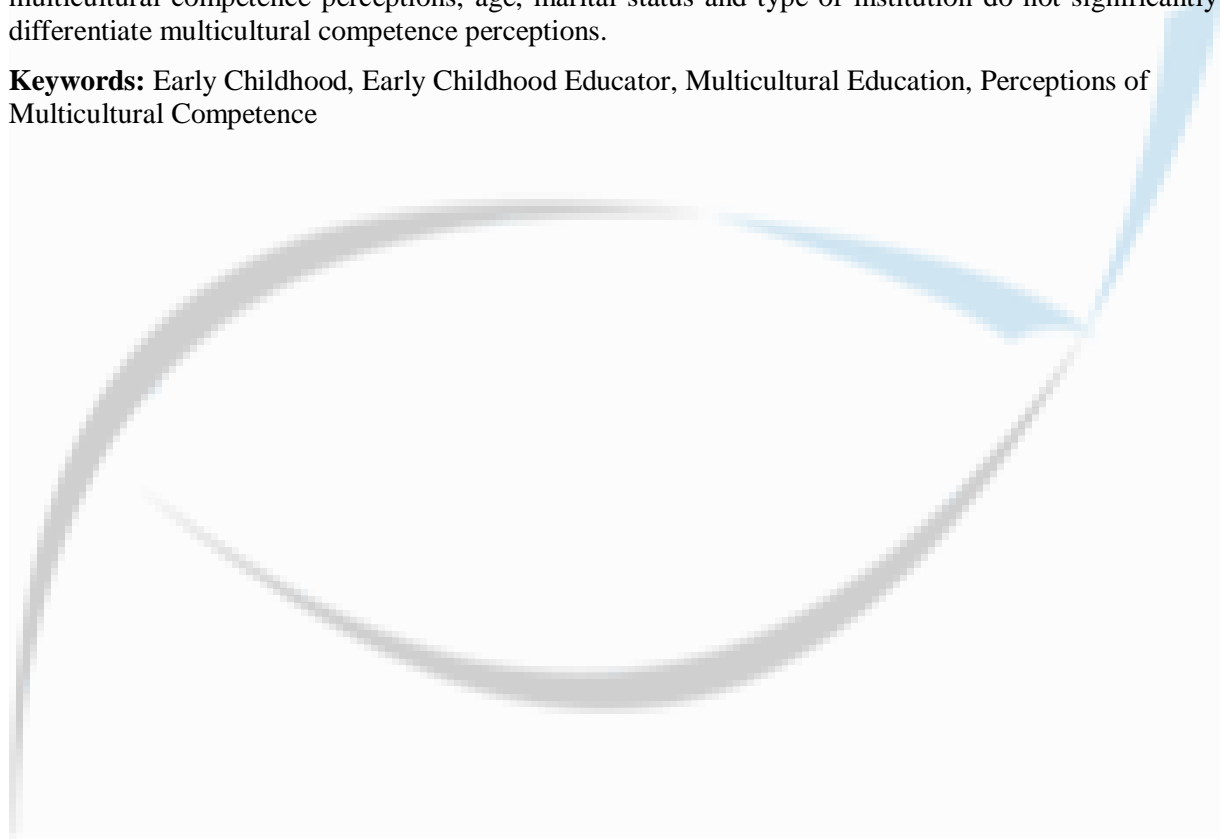 multicultural competence perceptions, age, marital status and type of institution do not significantly
differentiate multicultural competence perceptions.
Keywords: Early Childhood, Early Childhood Educator, Multicultural Education, Perceptions of
Multicultural Competence